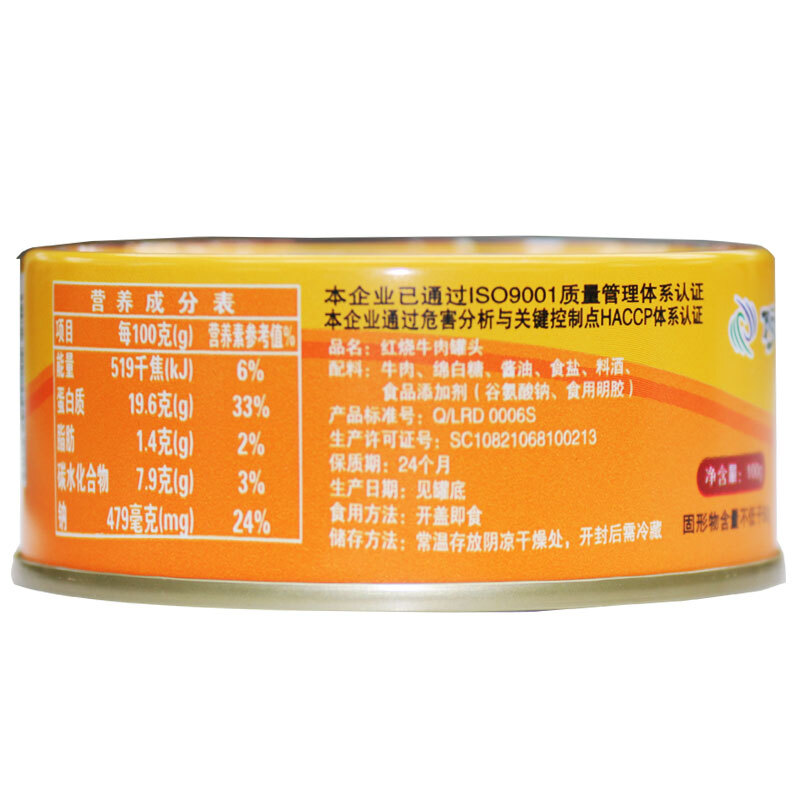 营养成分表
项目 每100克(g) 营养素参考值%
能量 519千焦(kJ) 6%
蛋白质 19.6克(g) 33%
脂肪 1.4克(g) 2%
碳水化合物 7.9克(g) 3%
钠 479毫克(mg) 24%
本企业已通过ISO9001质量管理体系认证
本企业通过危害分析与关键控制点HACCP体系认证
品名：红烧牛肉罐头
配料：牛肉、绵白糖、酱油、食盐、料酒、
食品添加剂（谷氨酸钠、食用明胶）
产品标准号：Q/LRD 0006S
生产许可证号：SC10821068100213
保质期：24个月
生产日期：见罐底
食用方法：开盖即食
储存方法：常温存放阴凉干燥处，开封后需冷藏
净含量：100g
固形物含量不低于